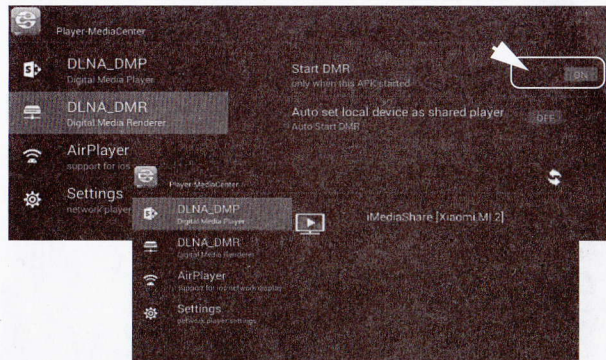 Player-MediaCenter
DLNA_DMP
Digital Media Player
DLNA_DMR
Digital Media Renderer
AirPlayer
support for ios
Settings
network player
Start DMR
only when this APK started
ON
Auto set local device as shared player
Auto Start DMR
OFF
Player-MediaCenter
DLNA_DMP
Digital Media Player
DLNA_DMR
Digital Media Renderer
AirPlayer
support for ios network display
Settings
network player settings
iMediaShare [Xiaomi MI 2]